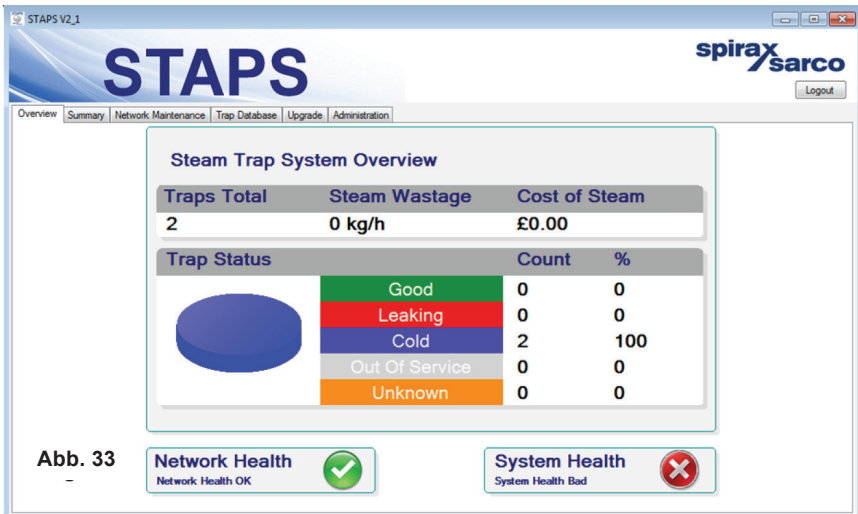 STAPS V2_1
STAPS
spirax
sarco
Logout
Overview Summary Network Maintenance Trap Database Upgrade Administration
Steam Trap System Overview
Traps Total Steam Wastage Cost of Steam
2 0 kg/h £0.00
Trap Status Count %
Good 0 0
Leaking 0 0
Cold 2 100
Out Of Service 0 0
Unknown 0 0
Abb. 33
Network Health
Network Health OK
System Health
System Health Bad